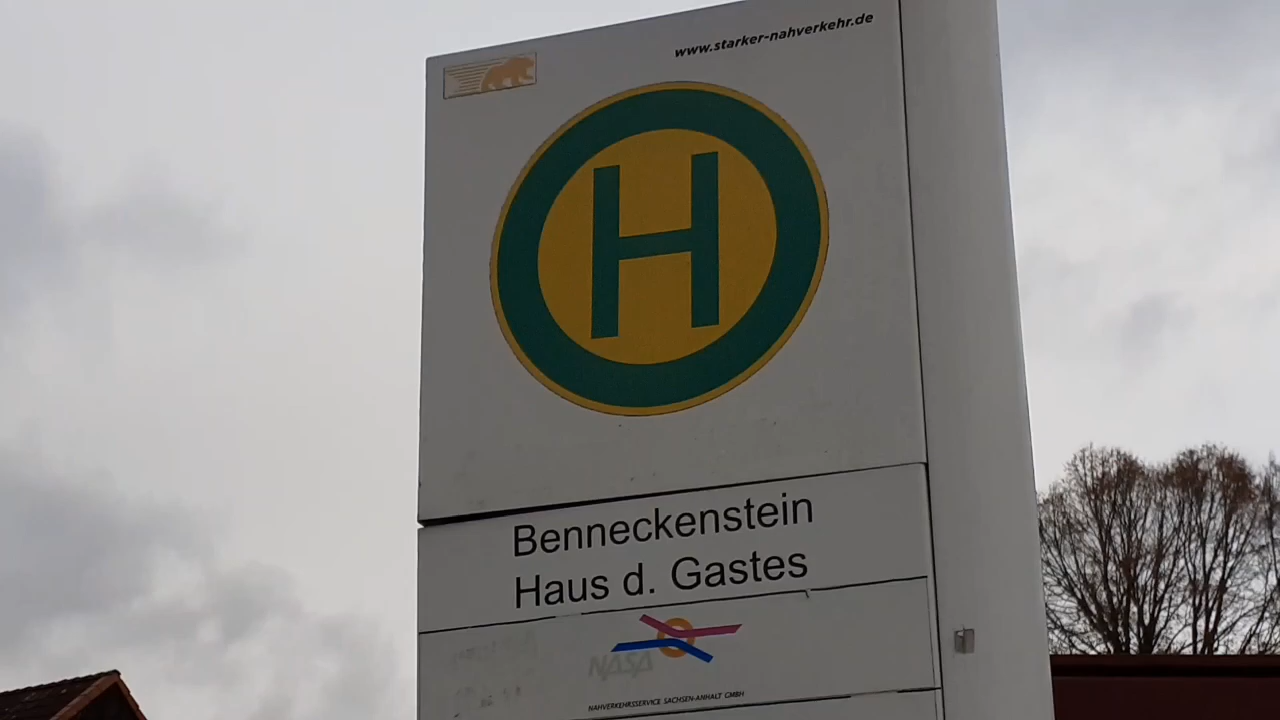 www.starker-nahverkehr.de
H
Benneckenstein
Haus d. Gastes
NASA
NAHVERKEHRSSERVICE SACHSEN-ANHALT GMBH